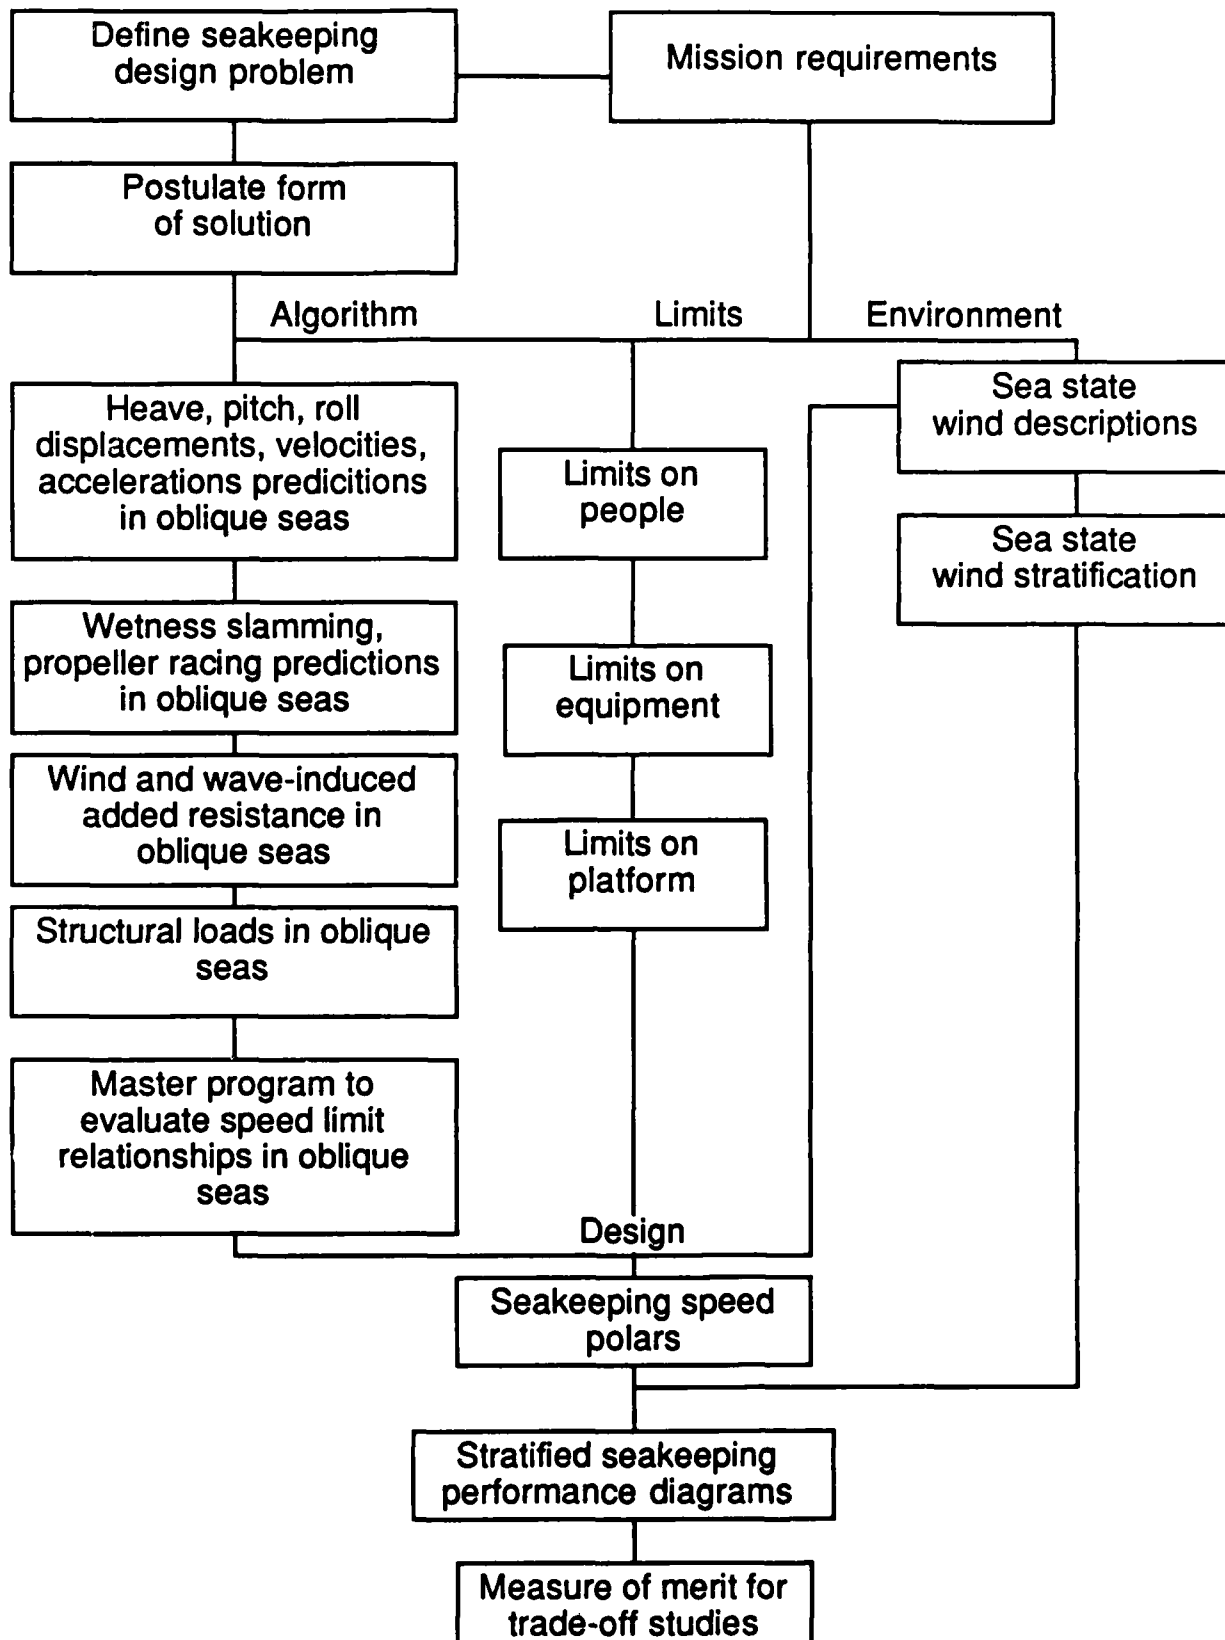 Define seakeeping
design problem
Mission requirements
Postulate form
of solution
Algorithm
Limits
Environment
Heave, pitch, roll
displacements, velocities,
accelerations predicitions
in oblique seas
Wetness slamming,
propeller racing predictions
in oblique seas
Wind and wave-induced
added resistance in
oblique seas
Structural loads in oblique
seas
Master program to
evaluate speed limit
relationships in oblique
seas
Limits on
people
Limits on
equipment
Limits on
platform
Sea state
wind descriptions
Sea state
wind stratification
Design
Seakeeping speed
polars
Stratified seakeeping
performance diagrams
Measure of merit for
trade-off studies